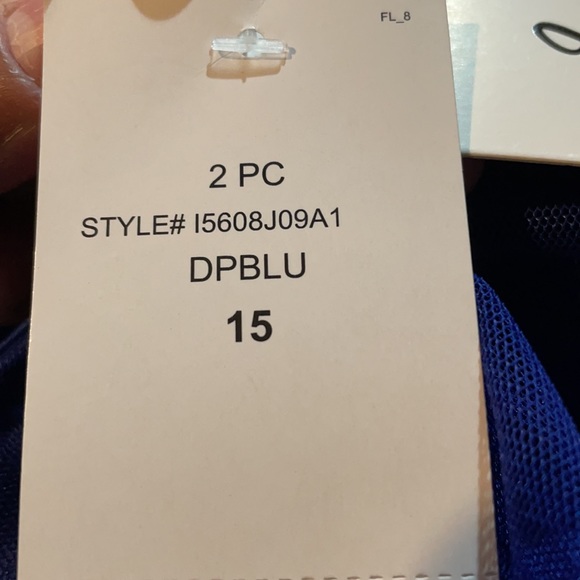 FL_8
2 PC
STYLE# I5608J09A1
DPBLU
15